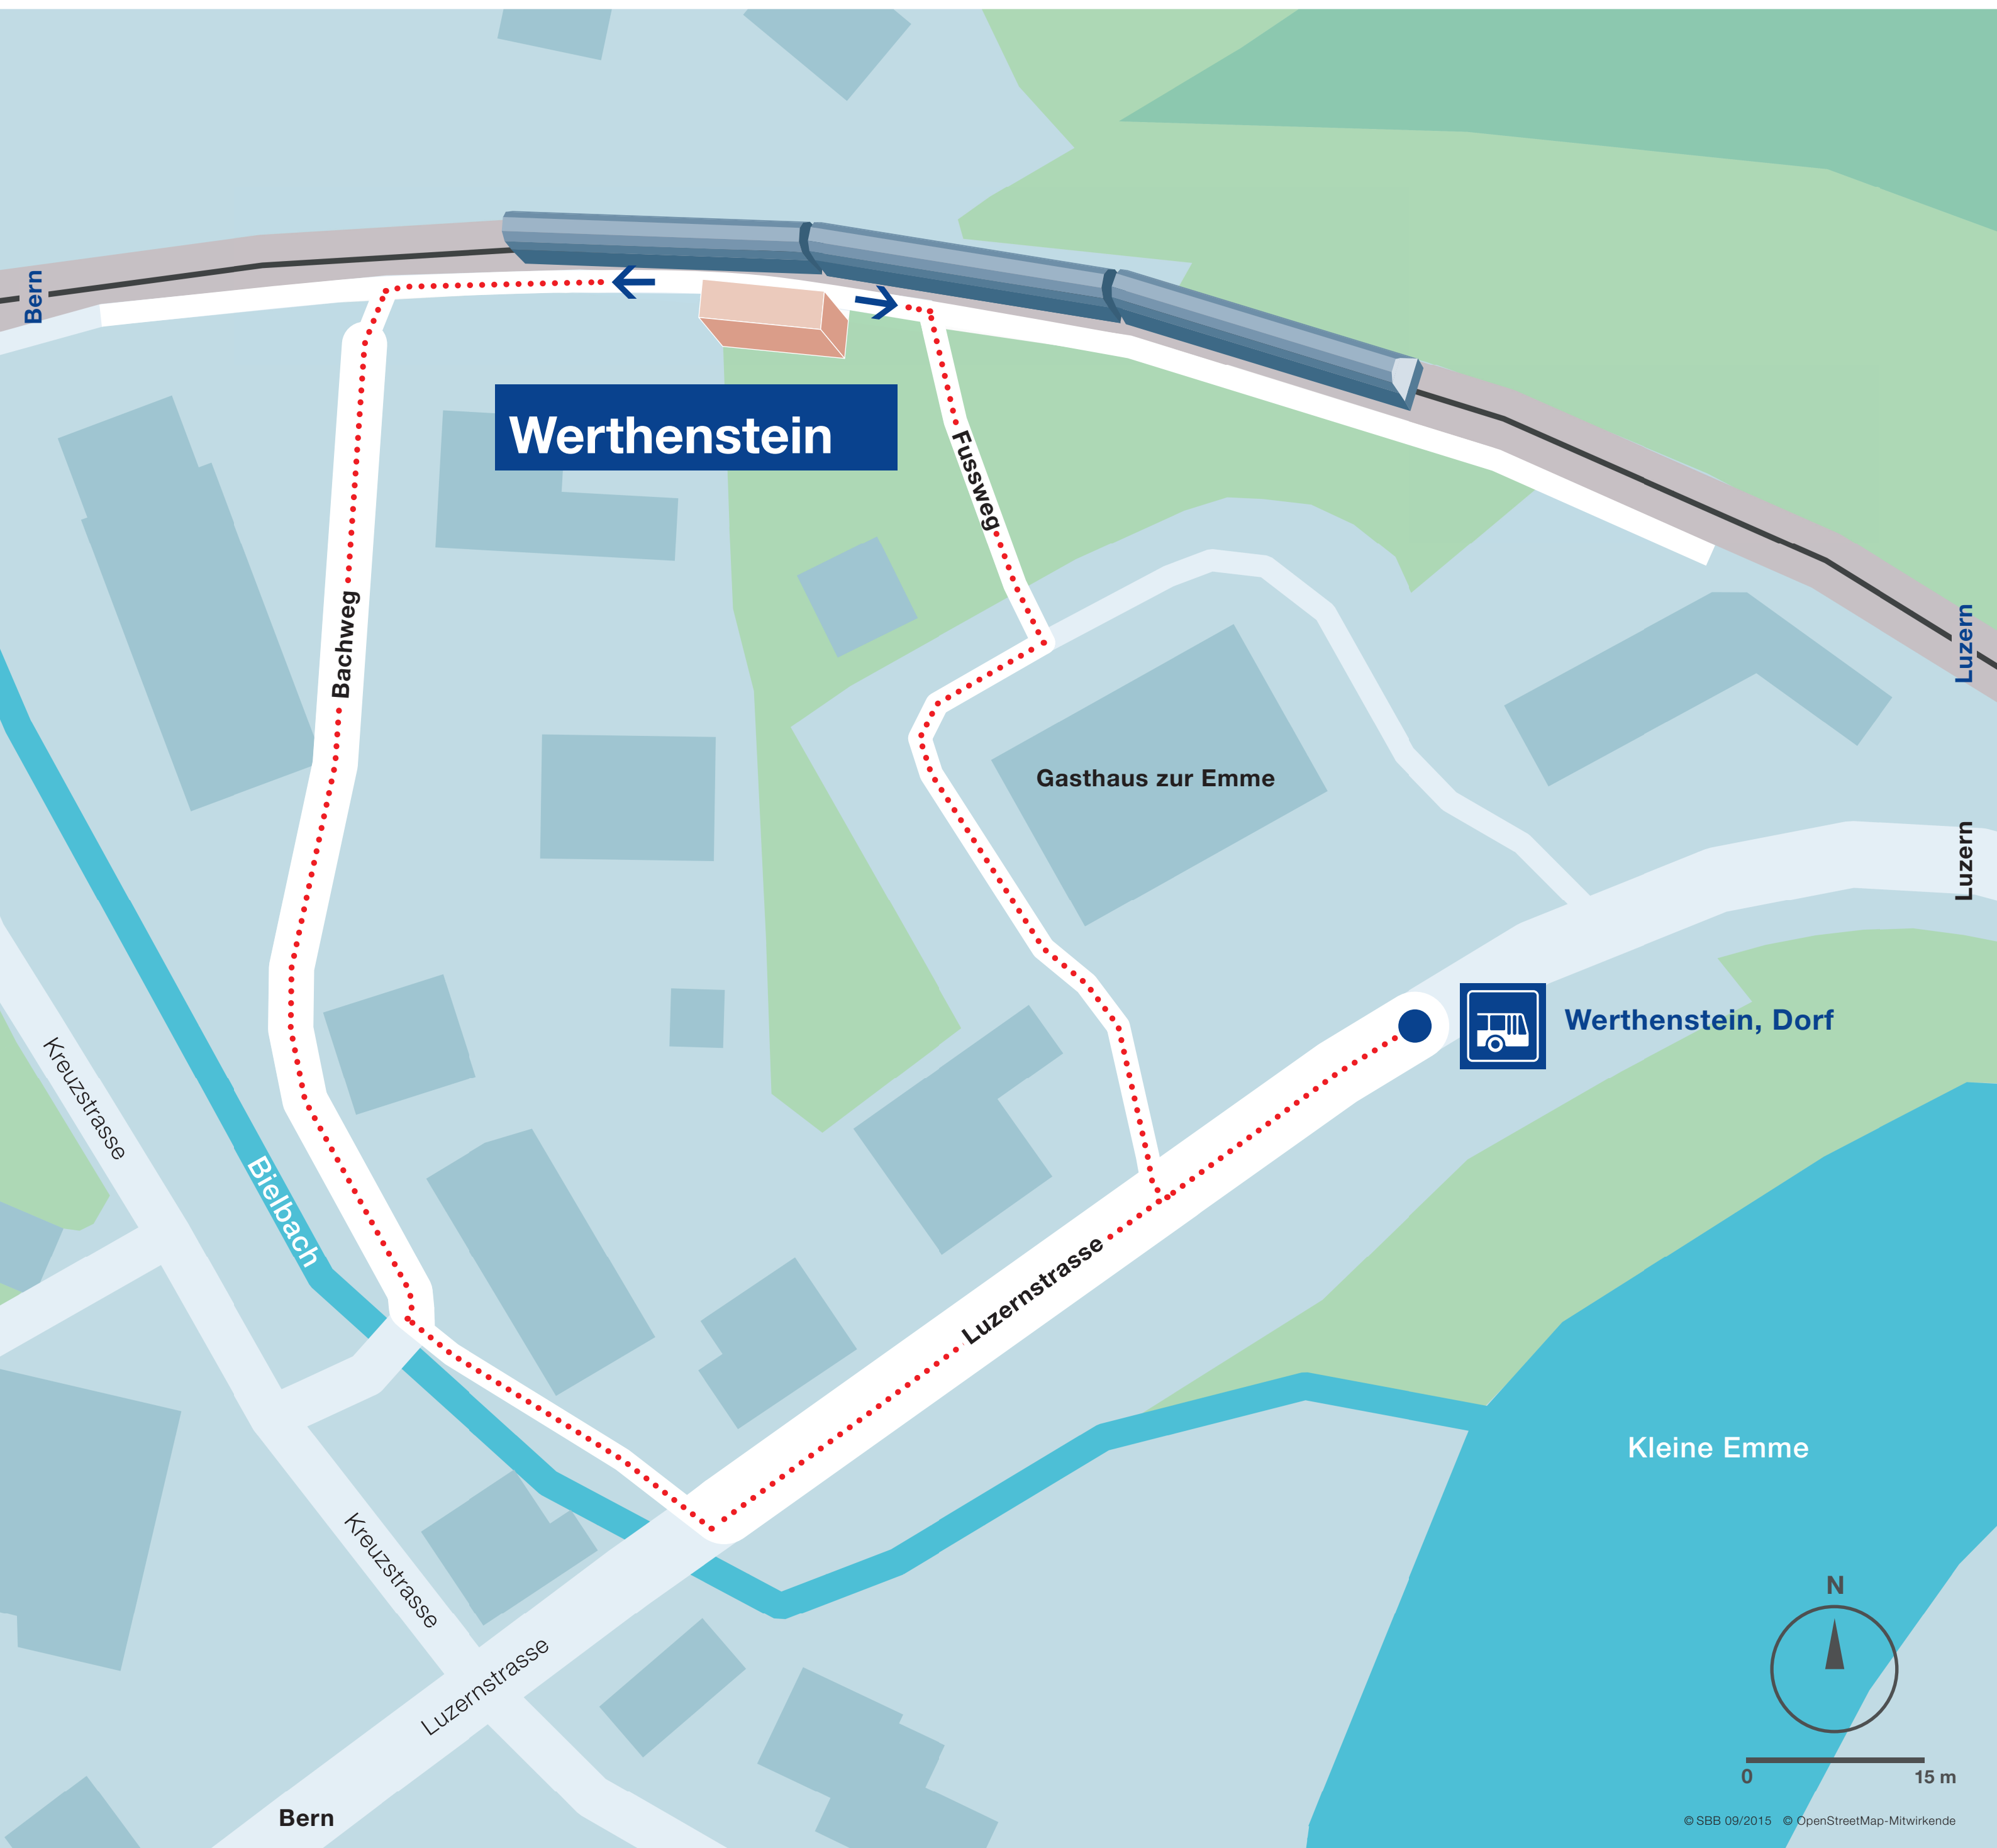 Bern
Werthenstein
Fussweg
Bachweg
Luzern
Gasthaus zur Emme
Luzern
Werthenstein, Dorf
Kreuzstrasse
Bielbach
Luzernstrasse
Kleine Emme
Kreuzstrasse
N
Luzernstrasse
0 15 m
Bern
© SBB 09/2015 © OpenStreetMap-Mitwirkende